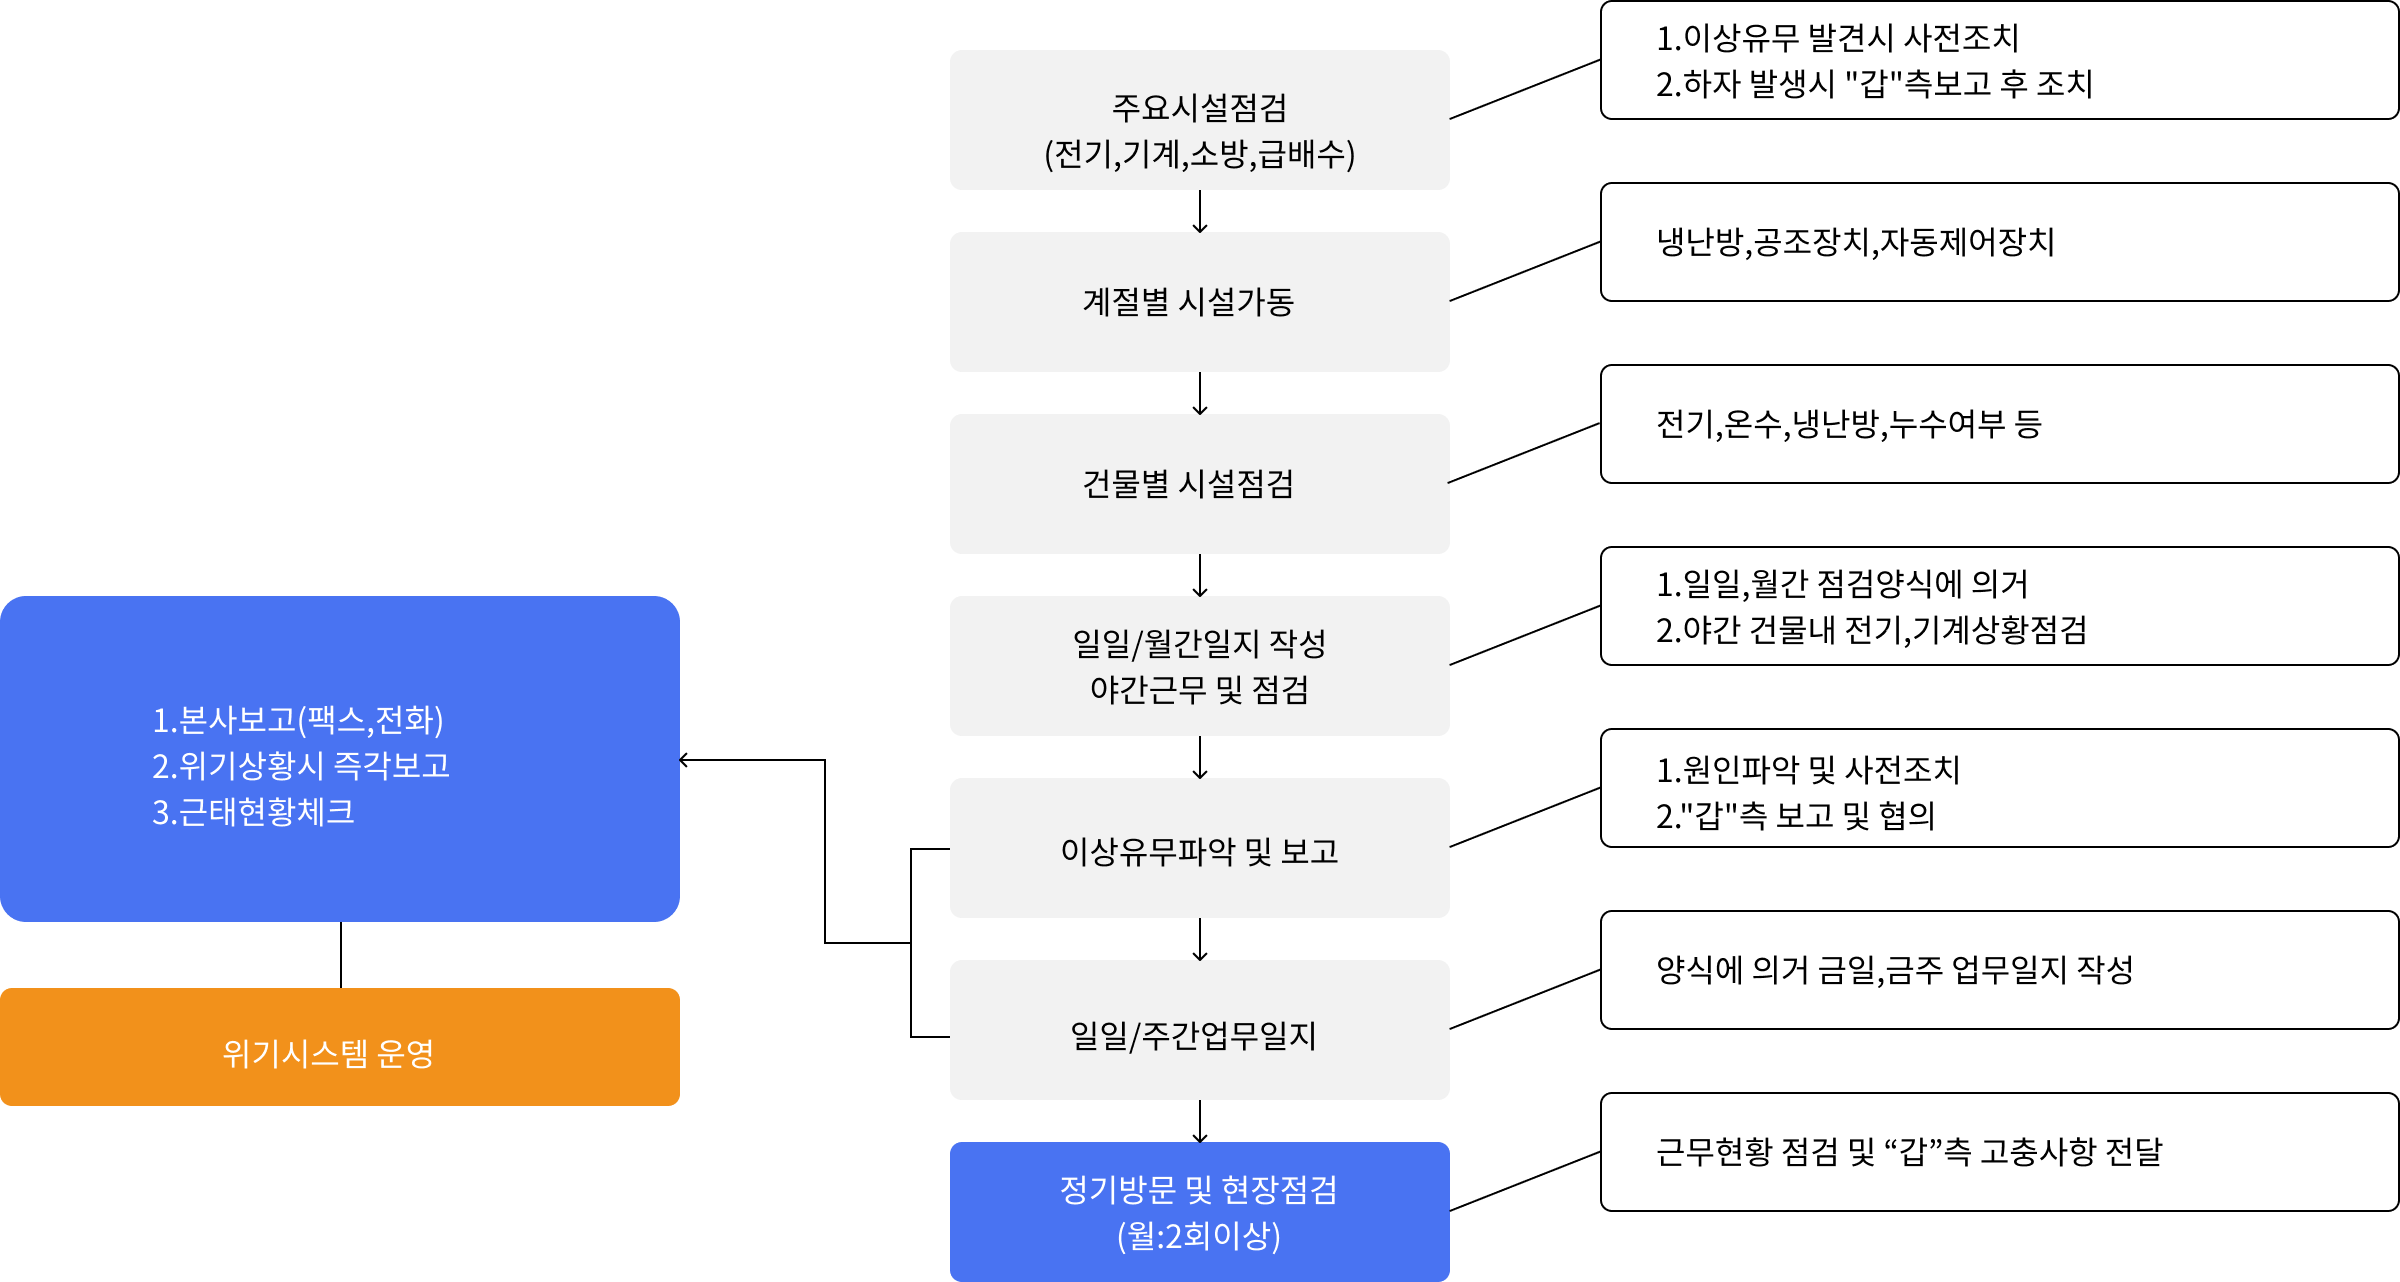 주요시설점검
(전기,기계,소방,급배수)
1.이상유무 발견시 사전조치
2.하자 발생시 "갑"측보고 후 조치
계절별 시설가동
냉난방,공조장치,자동제어장치
건물별 시설점검
전기,온수,냉난방,누수여부 등
일일/월간일지 작성
야간근무 및 점검
1.일일,월간 점검양식에 의거
2.야간 건물내 전기,기계상황점검
이상유무파악 및 보고
1.원인파악 및 사전조치
2."갑"측 보고 및 협의
일일/주간업무일지
양식에 의거 금일,금주 업무일지 작성
정기방문 및 현장점검
(월:2회이상)
근무현황 점검 및 “갑”측 고충사항 전달
1.본사보고(팩스,전화)
2.위기상황시 즉각보고
3.근태현황체크
위기시스템 운영